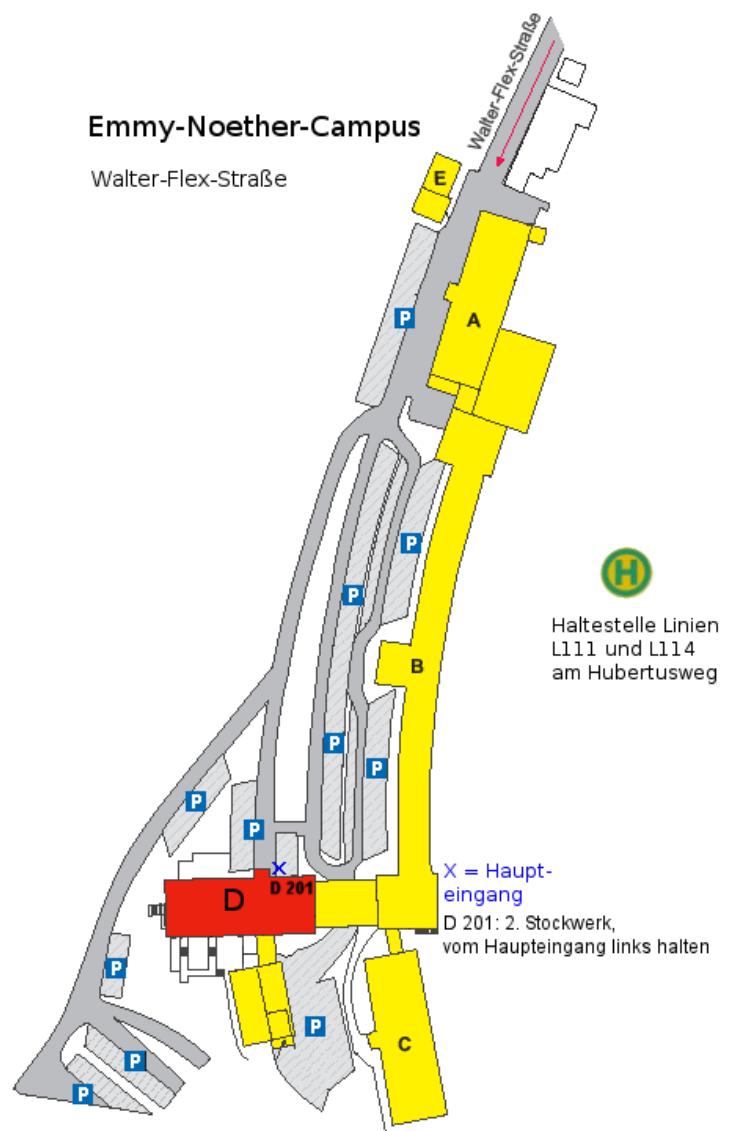 Walter-Flex-Straße
Emmy-Noether-Campus
Walter-Flex-Straße
E
P
A
P
P
H
Haltestelle Linien
L111 und L114
am Hubertusweg
B
P
P
P
P
X = Haupt-
eingang
D 201
D
D 201: 2. Stockwerk,
vom Haupteingang links halten
P
P
C
P
P